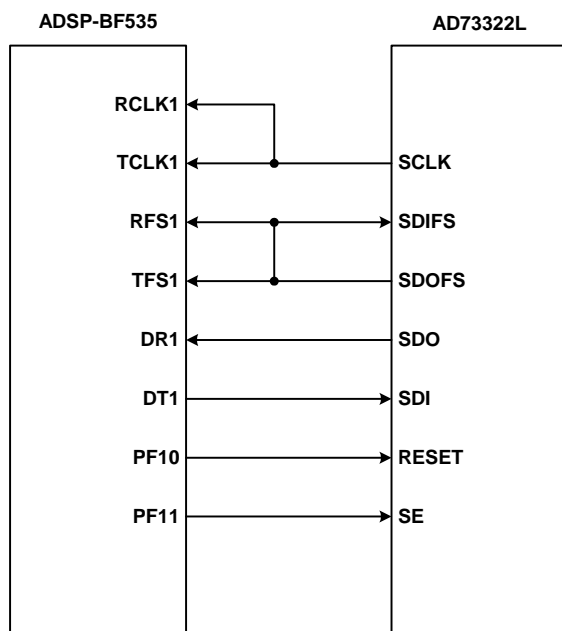 ADSP-BF535 AD73322L
RCLK1
TCLK1 SCLK
RFS1 SDIFS
TFS1 SDOFS
DR1 SDO
DT1 SDI
PF10 RESET
PF11 SE